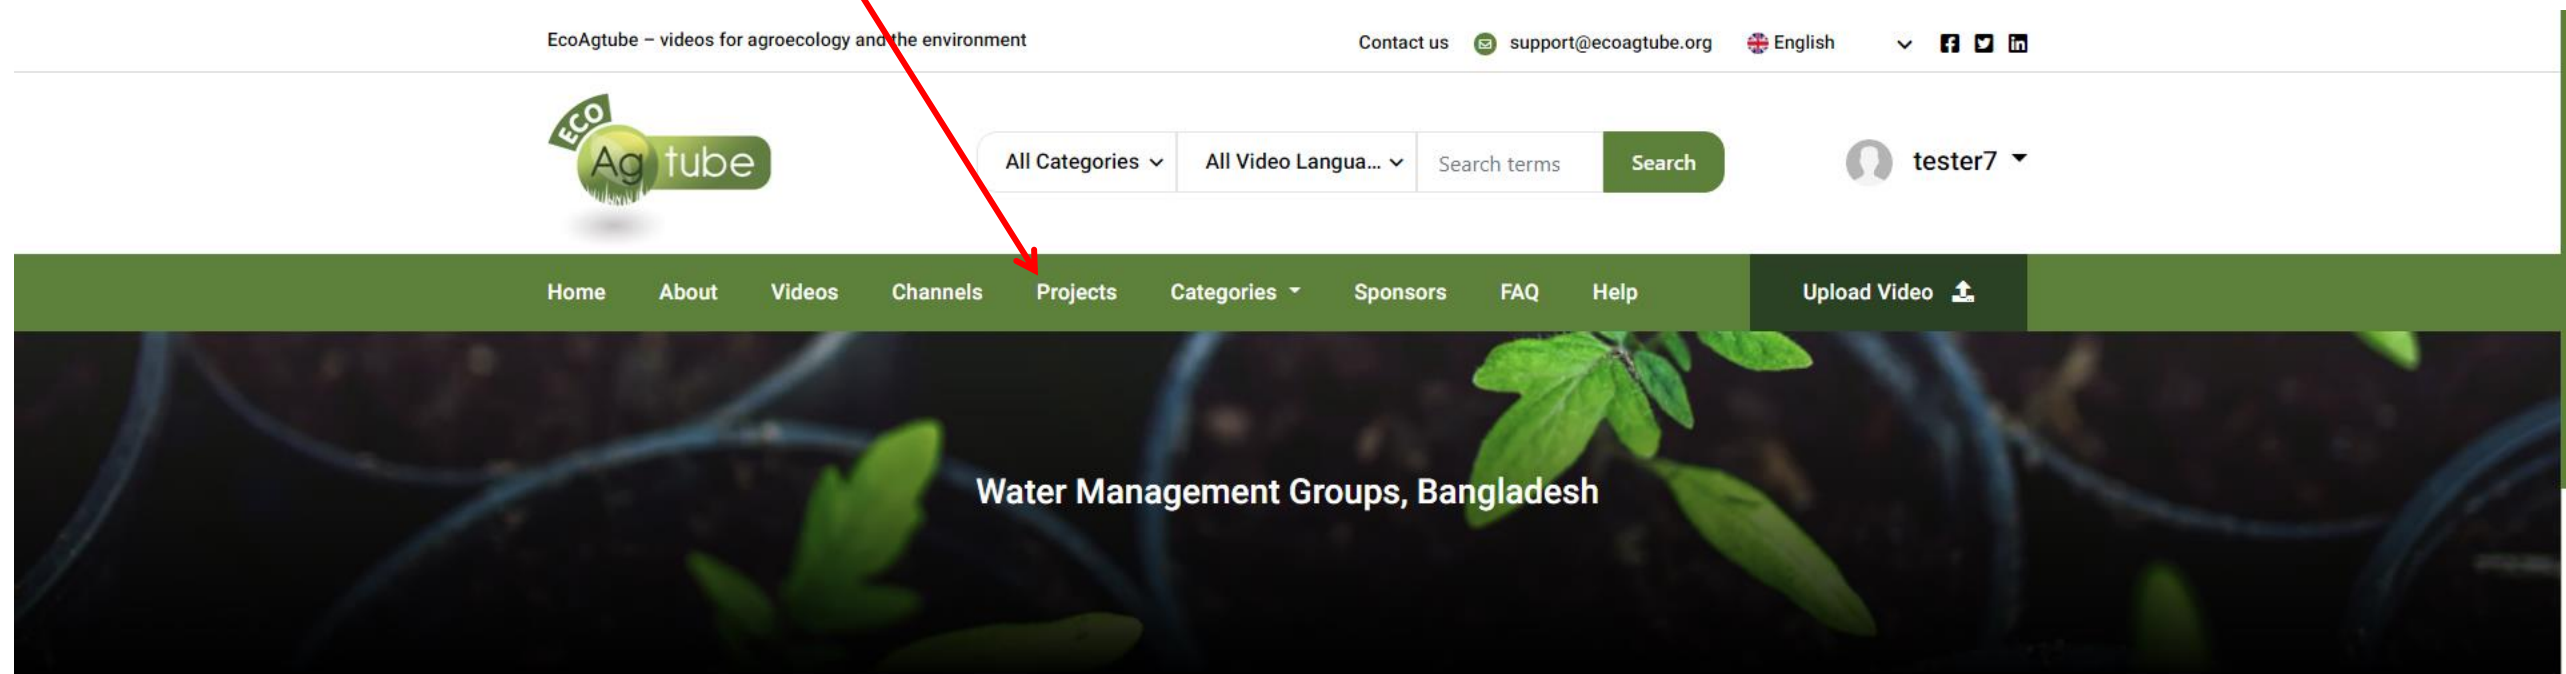 EcoAgtube – videos for agroecology and the environment
Contact us support@ecoagtube.org English
ECO
Ag tube
All Categories All Video Langua... Search terms Search
tester7
Home About Videos Channels Projects Categories Sponsors FAQ Help Upload Video
Water Management Groups, Bangladesh